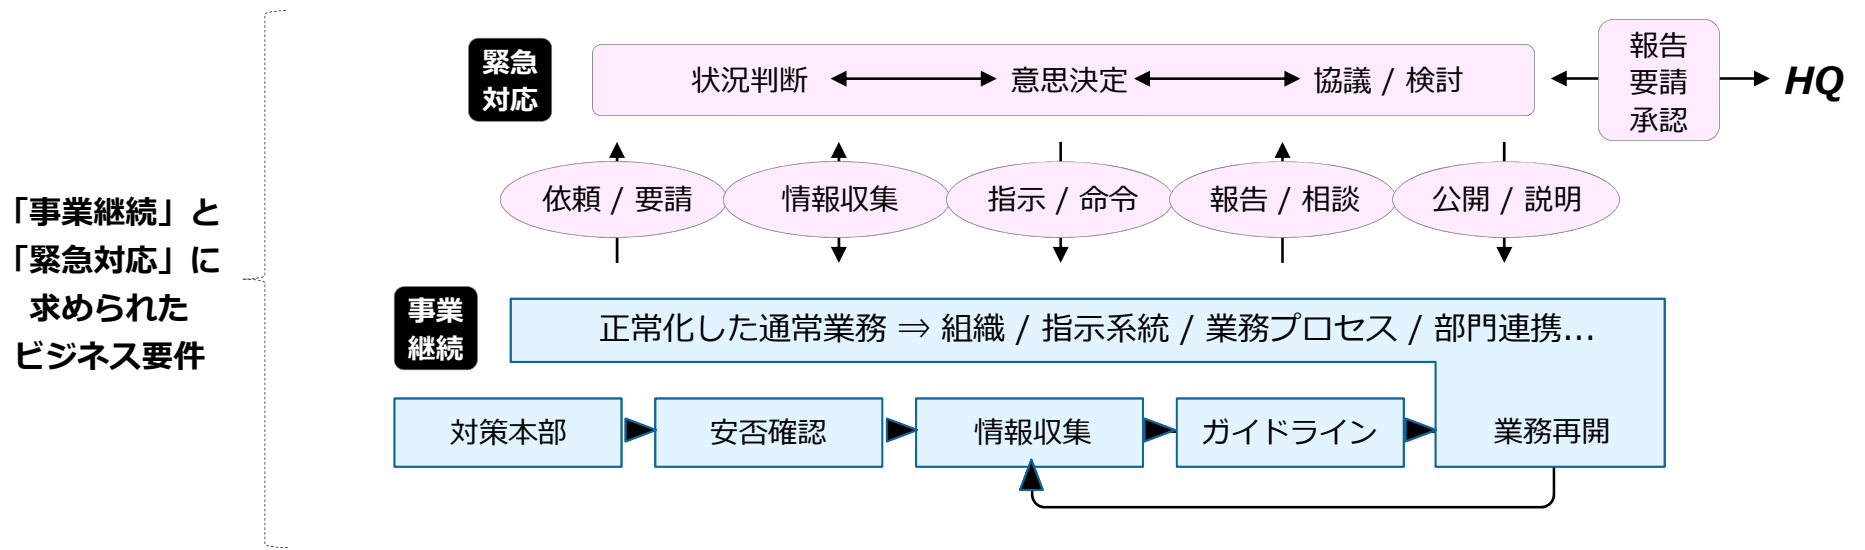 「事業継続」と
「緊急対応」に
求められた
ビジネス要件
緊急
対応
状況判断
意思決定
協議 / 検討
報告
要請
承認
HQ
依頼 / 要請
情報収集
指示 / 命令
報告 / 相談
公開 / 説明
事業
継続
正常化した通常業務 ⇒ 組織 / 指示系統 / 業務プロセス / 部門連携…
対策本部
安否確認
情報収集
ガイドライン
業務再開